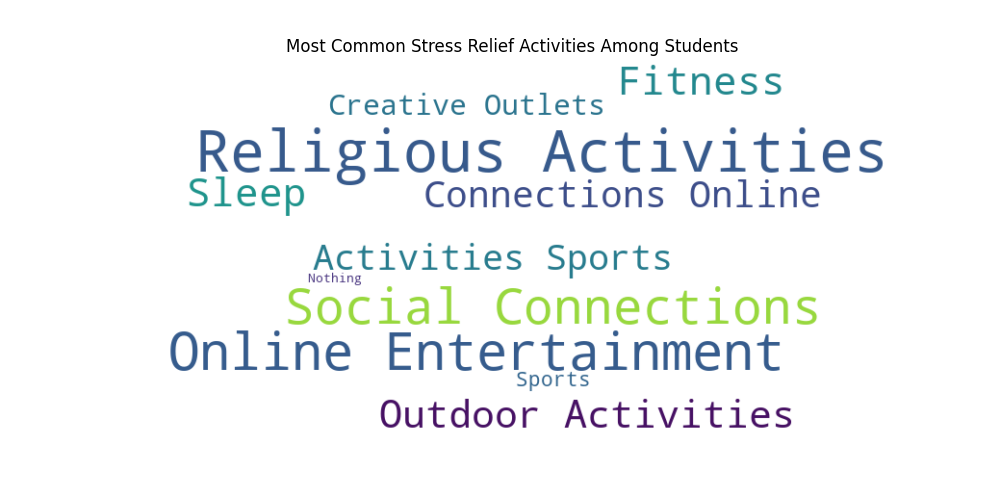 Most Common Stress Relief Activities Among Students
Fitness
Creative Outlets
Religious Activities
Sleep
Connections Online
Activities Sports
Nothing
Social Connections
Online Entertainment
Sports
Outdoor Activities